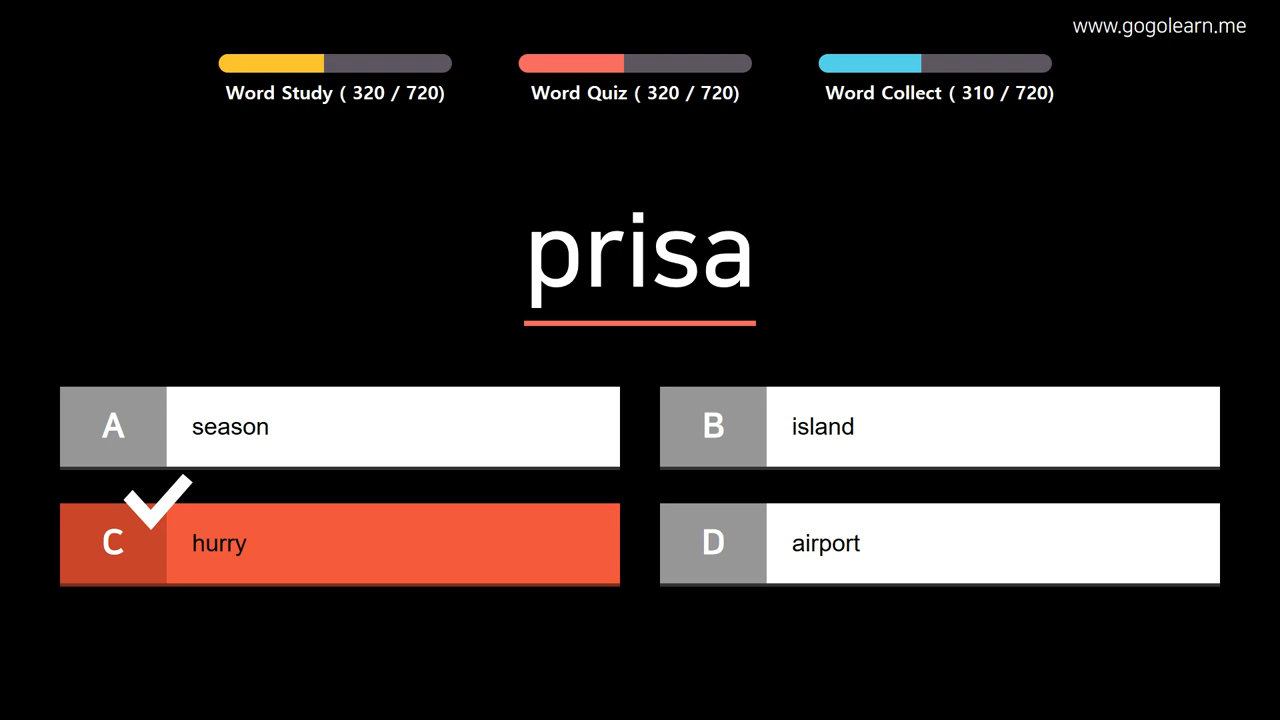 www.gogolearn.me
Word Study ( 320 / 720)
Word Quiz ( 320 / 720)
Word Collect ( 310 / 720)
prisa
A season
B island
C hurry
D airport